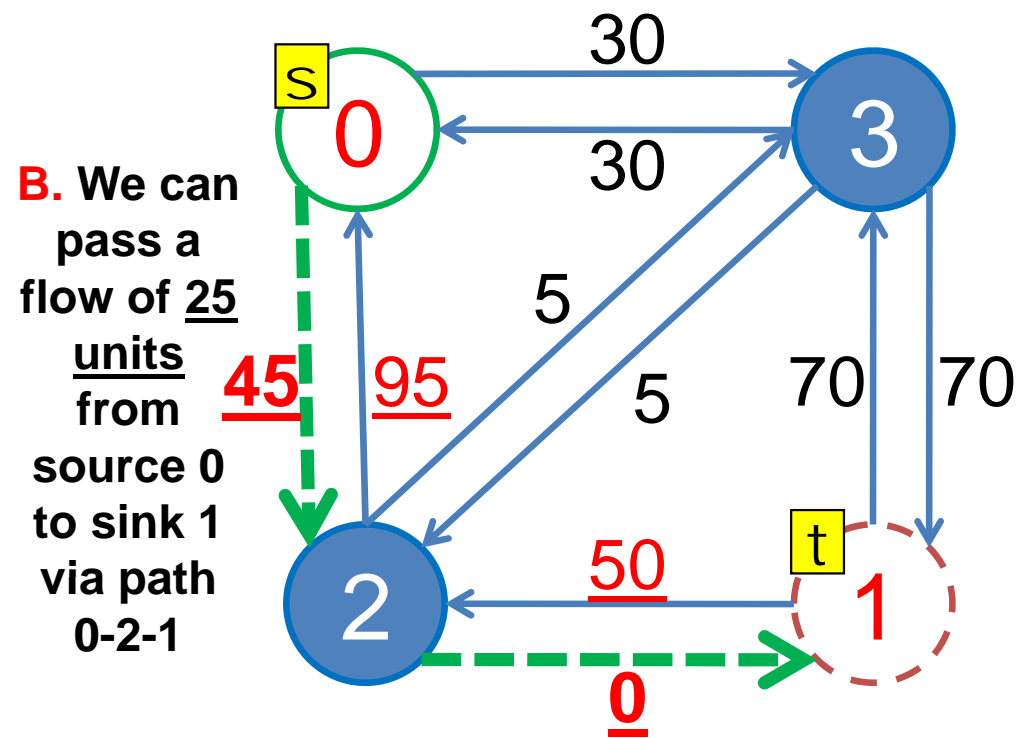 B. We can
pass a
flow of 25
units
from
source 0
to sink 1
via path
0-2-1
s
0
30
3
30
45
95
5
5
70
70
2
50
t
1
0